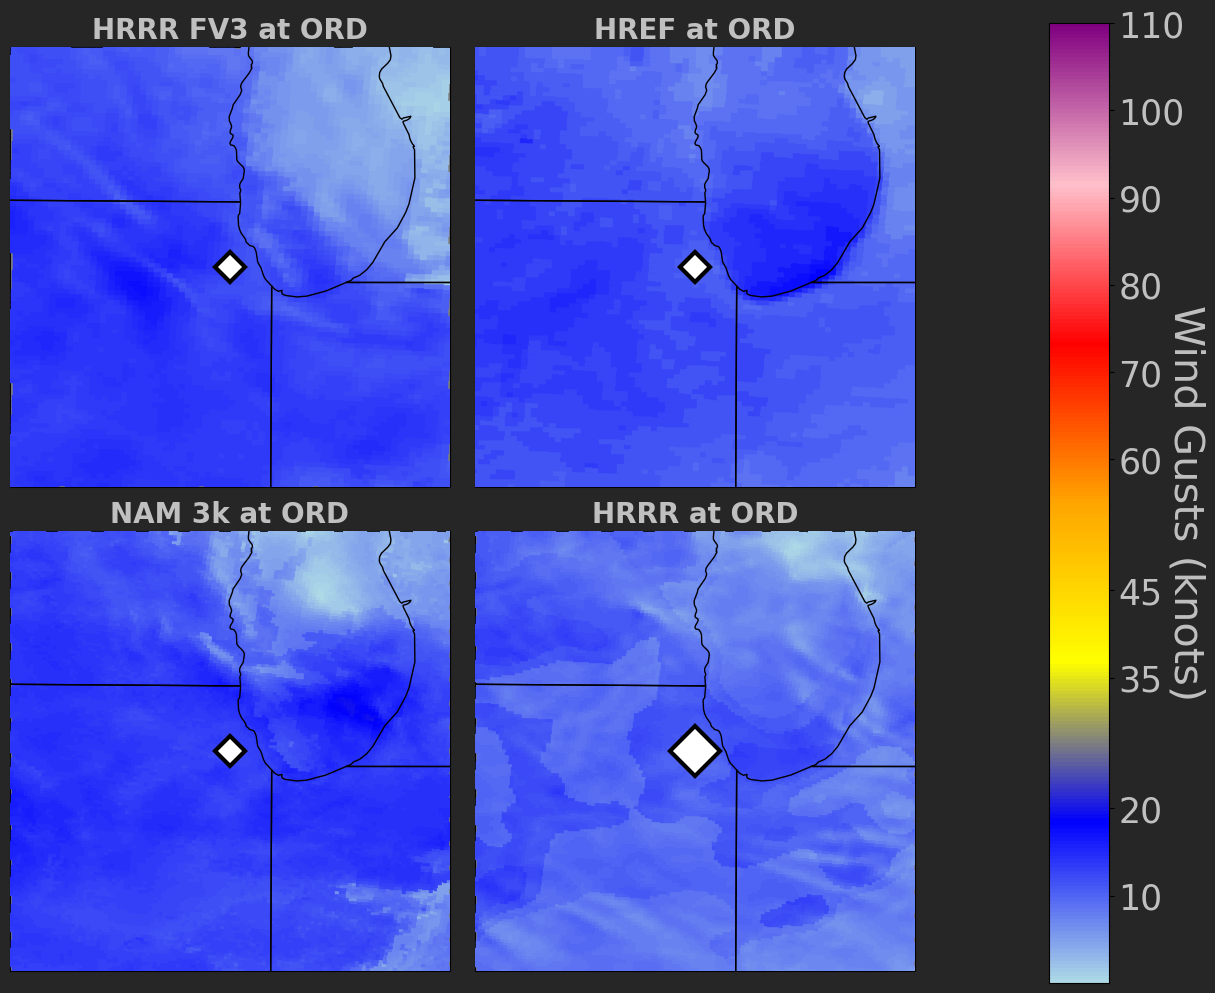 HRRR FV3 at ORD
HREF at ORD
NAM 3k at ORD
HRRR at ORD
110
100
90
80
70
60
45
35
20
10
Wind Gusts (knots)